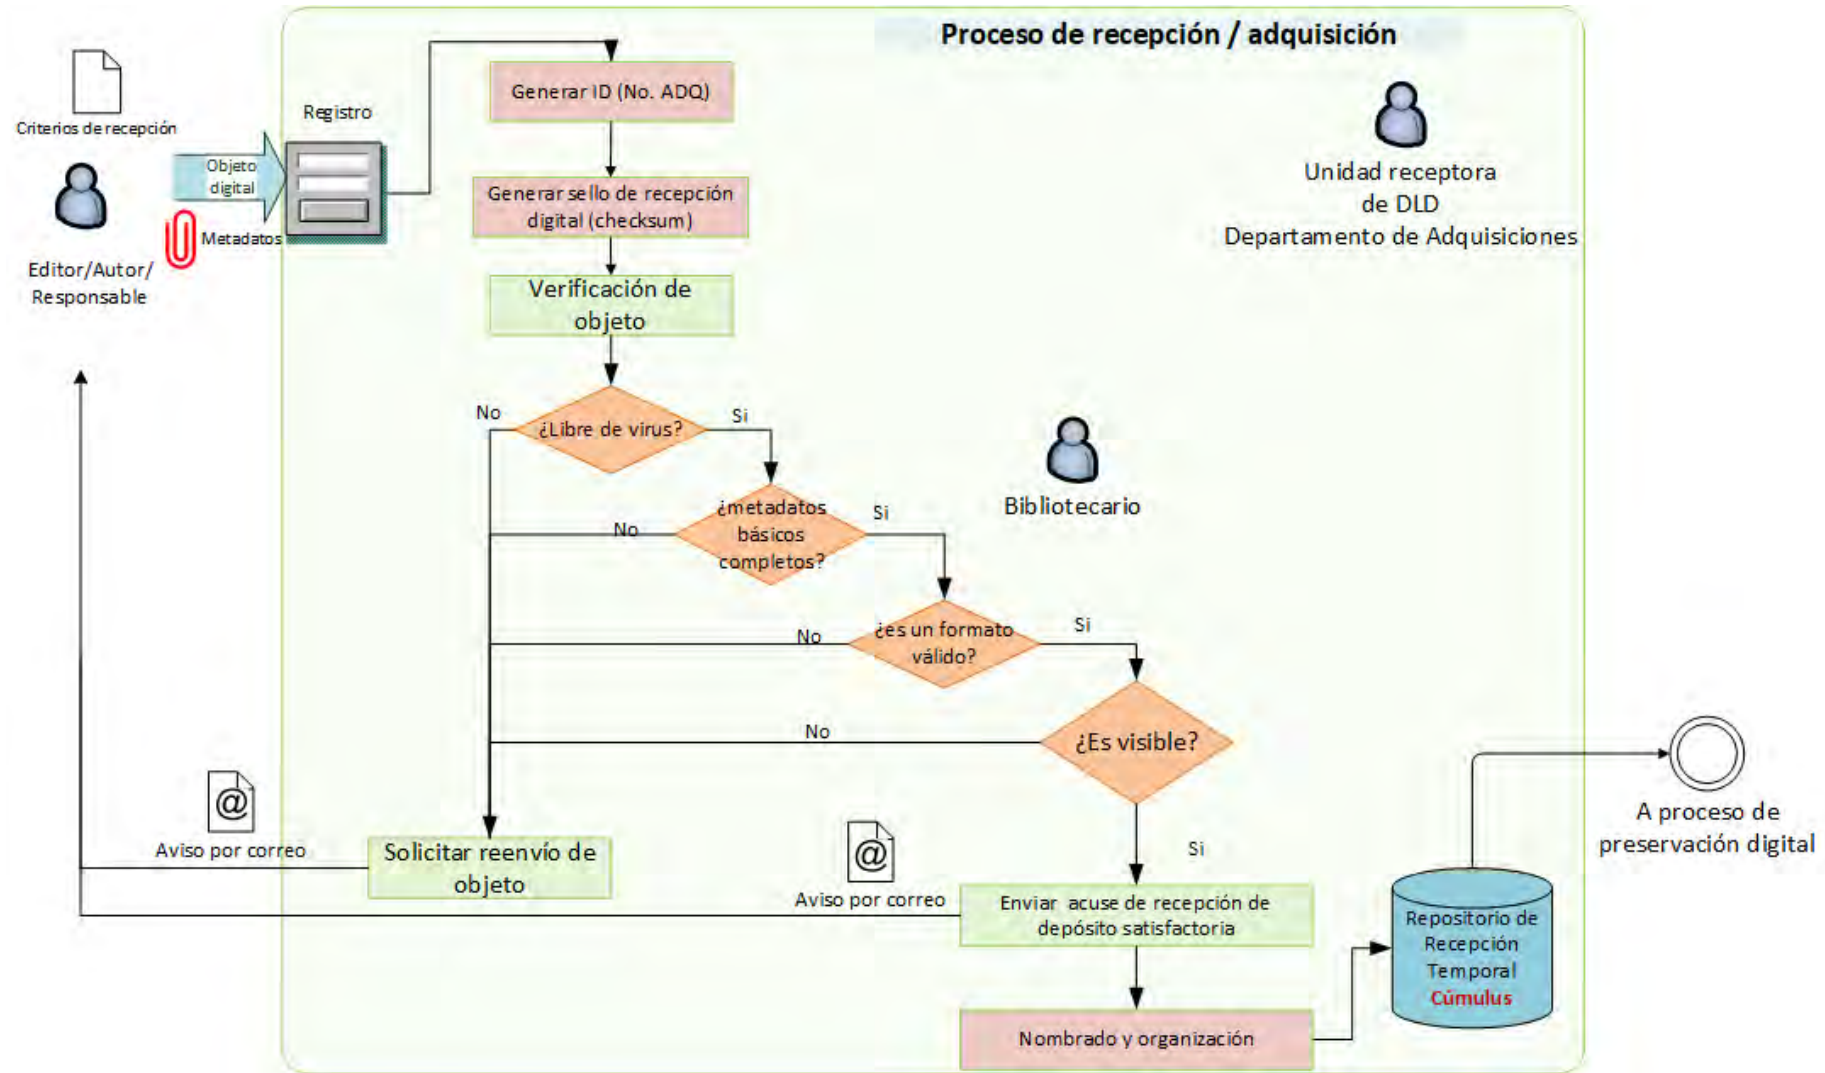 Proceso de recepción / adquisición
Criterios de recepción
Editor/Autor/
Responsable
Objeto
digital
Metadatos
Registro
Generar ID (No. ADQ)
Generar sello de recepción
digital (checksum)
Verificación de
objeto
Unidad receptora
de DLD
Departamento de Adquisiciones
Bibliotecario
¿Libre de virus?
No
Si
¿metadatos
básicos
completos?
No
Si
¿es un formato
válido?
No
Si
¿Es visible?
No
Si
@
Aviso por correo
Solicitar reenvío de
objeto
@
Aviso por correo
Enviar acuse de recepción de
depósito satisfactoria
Nombrado y organización
Repositorio de
Recepción
Temporal
Cúmulus
A proceso de
preservación digital